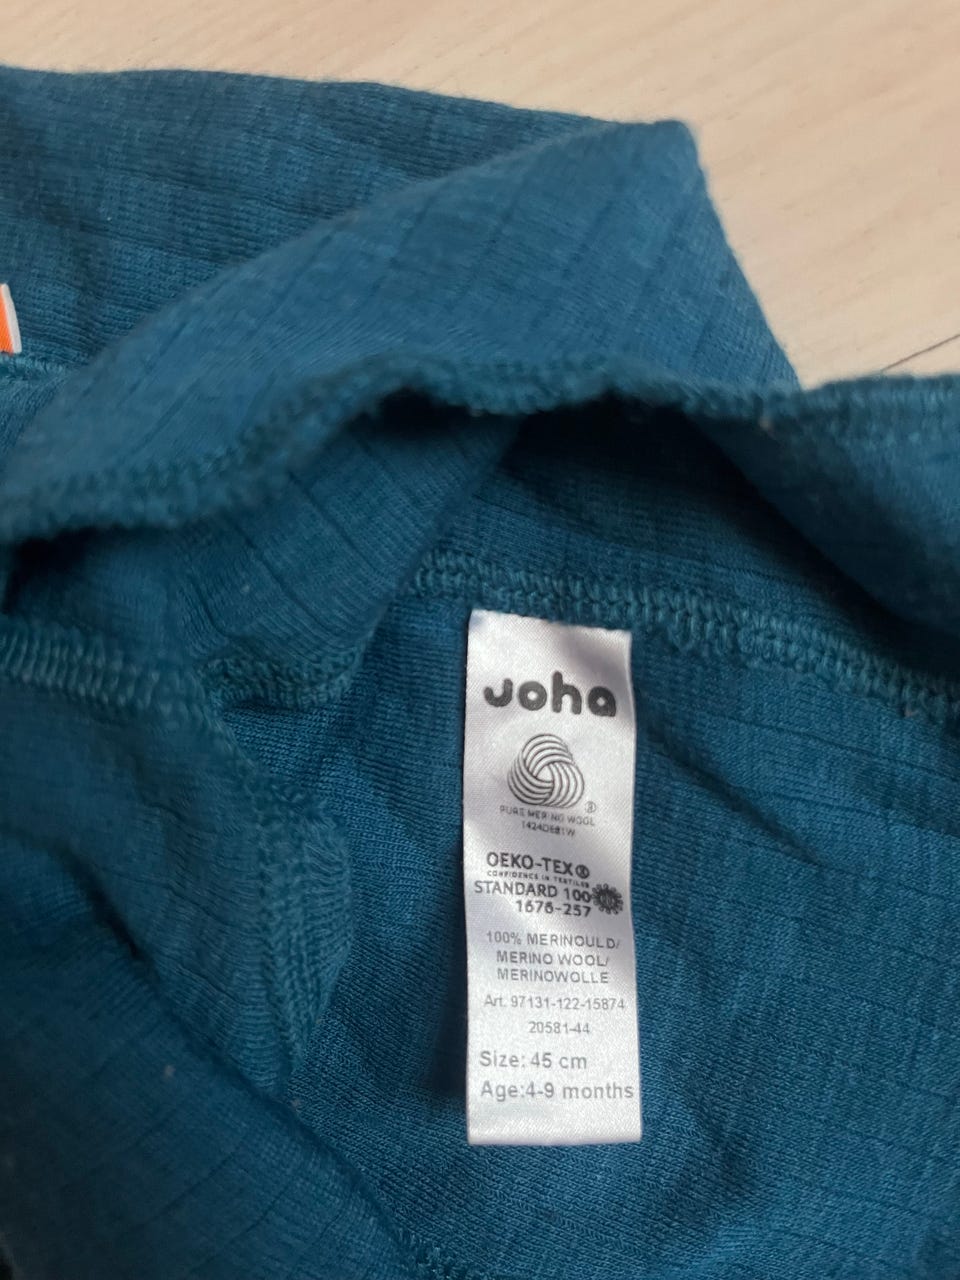 Joha
PURE MERINO WOOL
1424DE81W
OEKO-TEX®
CONFIDENCE IN TEXTILES
STANDARD 100
1676-257
100% MERINOULD/
MERINO WOOL/
MERINOWOLLE
Art. 97131-122-15874
20581-44
Size: 45 cm
Age:4-9 months